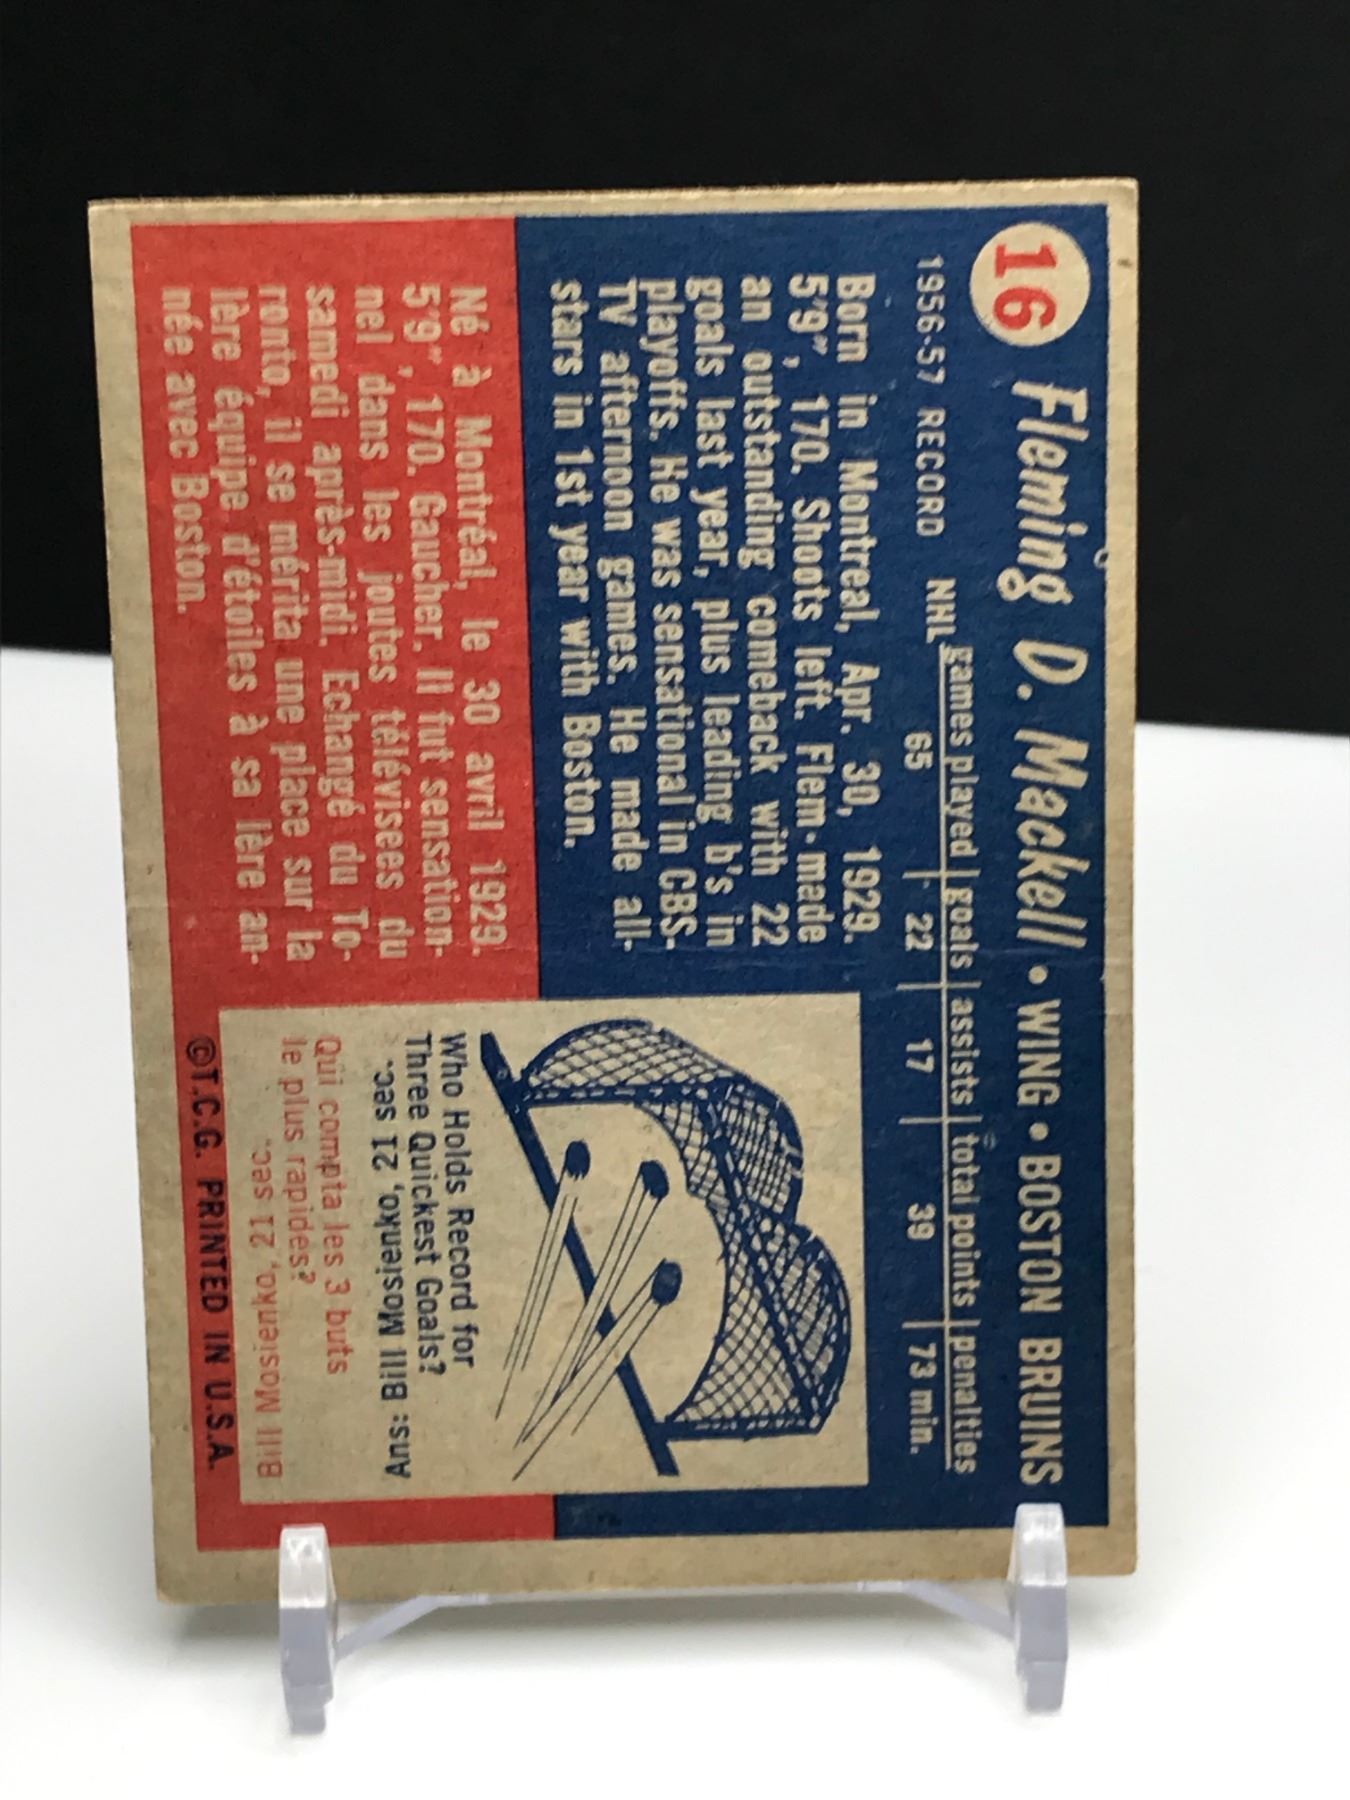 16 Fleming D. Mackell • WING • BOSTON BRUINS
games played | goals | assists | total points | penalties
1956-57 RECORD NHL 65 22 17 39 73 min.
Born in Montreal, Apr. 30, 1929.
5'9", 170. Shoots left. Flem-made
an outstanding comeback with 22
goals last year, plus leading b's in
playoffs. He was sensational in CBS-
TV afternoon games. He made all-
stars in 1st year with Boston.
Né à Montréal, le 30 avril 1929.
5'9", 170. Gaucher. Il fut sensation-
nel dans les joutes télévisees du
samedi après-midi. Echangé du To-
ronto, il se mérita une place sur la
1ère équipe d'étoiles à sa 1ère an-
née avec Boston.
Who Holds Record for
Three Quickest Goals?
Ans: Bill Mosienko, 21 sec.
Qui compta les 3 buts
le plus rapides?
Bill Mosienko, 21 sec.
©T.C.G. PRINTED IN U.S.A.